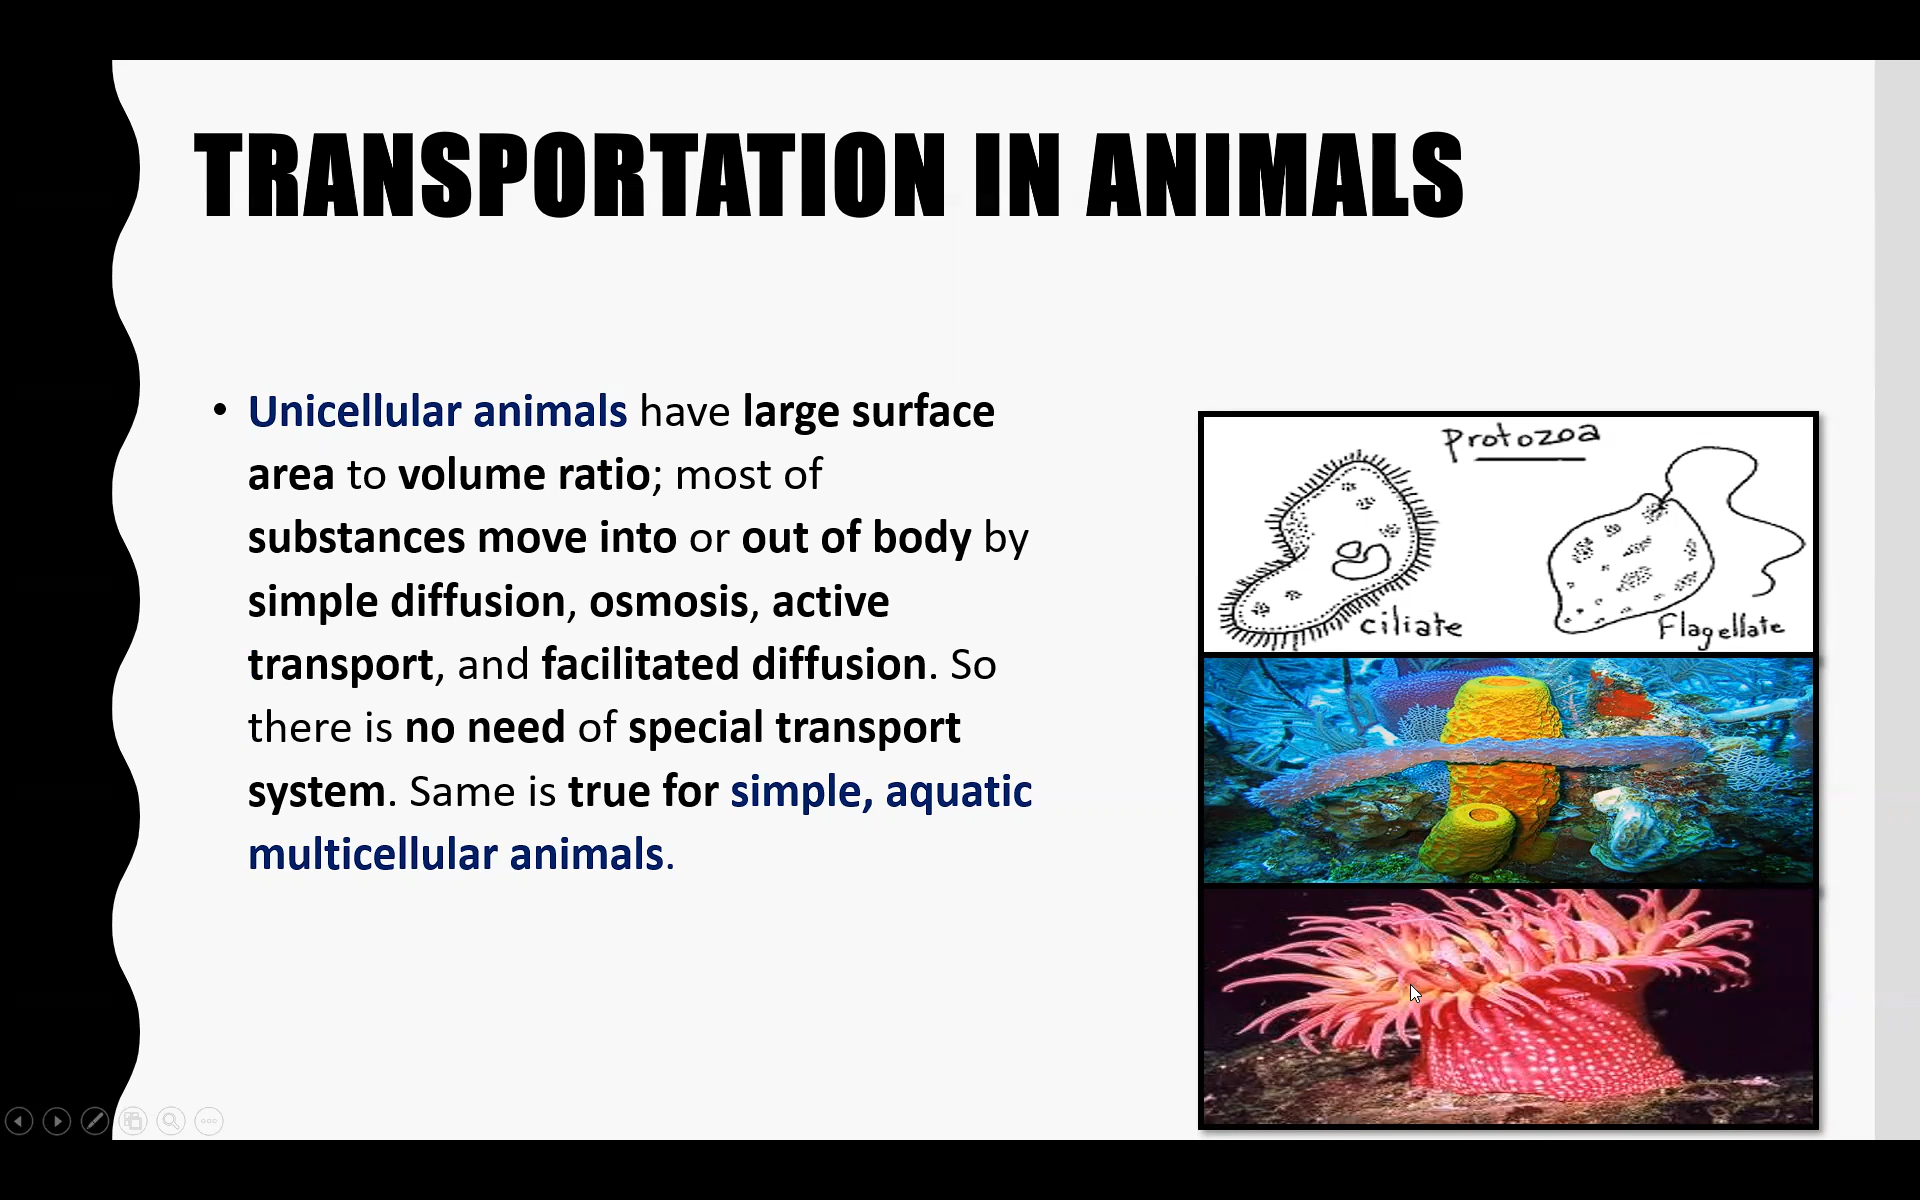 TRANSPORTATION IN ANIMALS
• Unicellular animals have large surface
area to volume ratio; most of
substances move into or out of body by
simple diffusion, osmosis, active
transport, and facilitated diffusion. So
there is no need of special transport
system. Same is true for simple, aquatic
multicellular animals.
Protozoa
ciliate
Flagellate